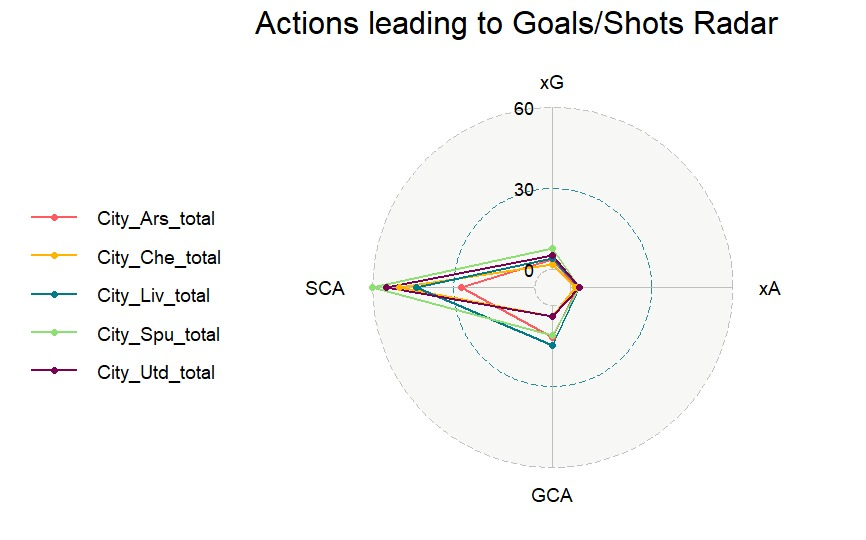 Actions leading to Goals/Shots Radar
xG
60
30
0
SCA
xA
GCA
City_Ars_total
City_Che_total
City_Liv_total
City_Spu_total
City_Utd_total